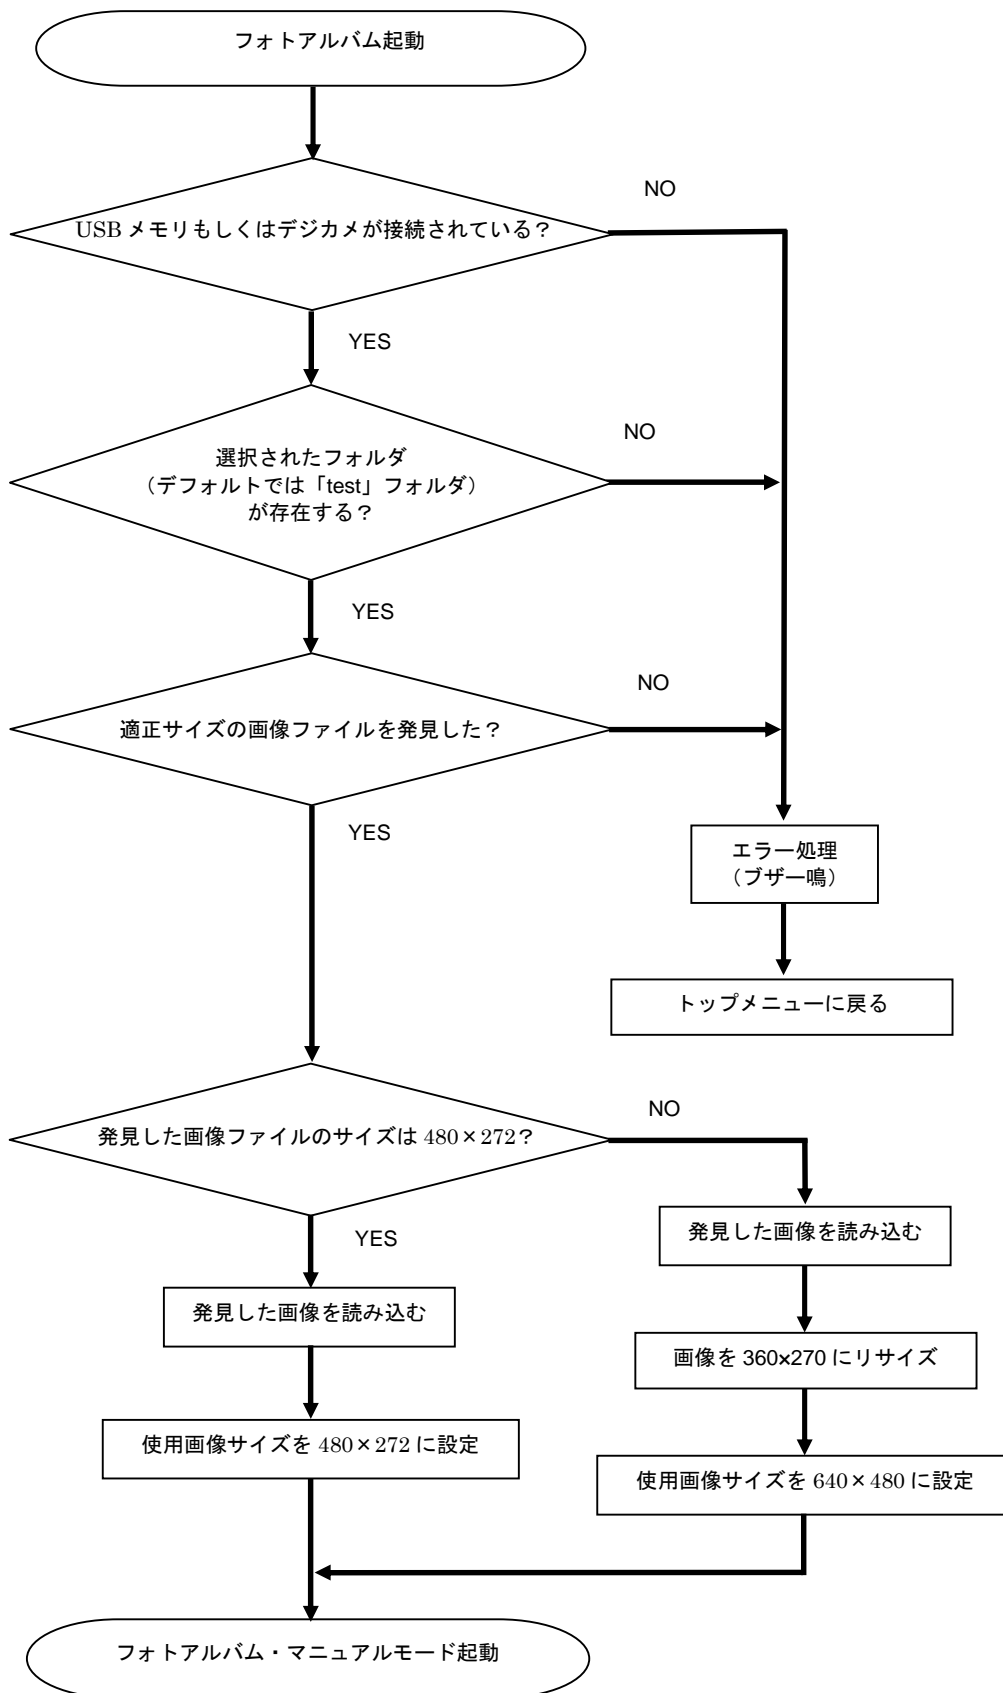 フォトアルバム起動
NO
USB メモリもしくはデジカメが接続されている？
YES
NO
選択されたフォルダ
（デフォルトでは「test」フォルダ）
が存在する？
YES
NO
適正サイズの画像ファイルを発見した？
YES
エラー処理
（ブザー鳴）
トップメニューに戻る
NO
発見した画像ファイルのサイズは 480×272？
YES
発見した画像を読み込む
発見した画像を読み込む
画像を 360×270 にリサイズ
使用画像サイズを 480×272 に設定
使用画像サイズを 640×480 に設定
フォトアルバム・マニュアルモード起動